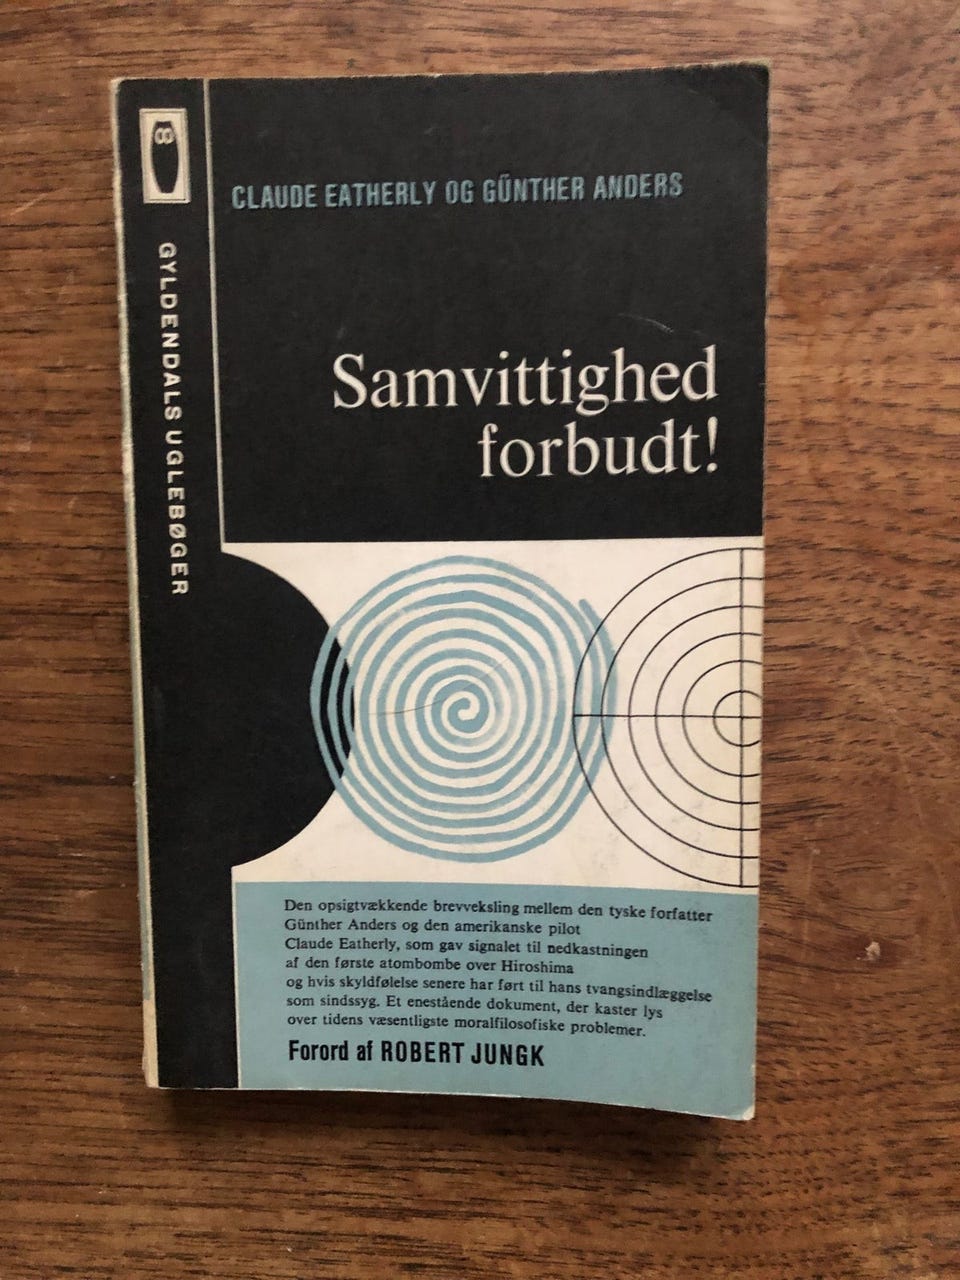 CLAUDE EATHERLY OG GÜNTHER ANDERS
Samvittighed
forbudt!
GYLDENDALS UGLEBØGER
Den opsigtvækkende brevveksling mellem den tyske forfatter
Günther Anders og den amerikanske pilot
Claude Eatherly, som gav signalet til nedkastningen
af den første atombombe over Hiroshima
og hvis skyldfølelse senere har ført til hans tvangsindlæggelse
som sindssyg. Et enestående dokument, der kaster lys
over tidens væsentligste moralfilosofiske problemer.
Forord af ROBERT JUNGK